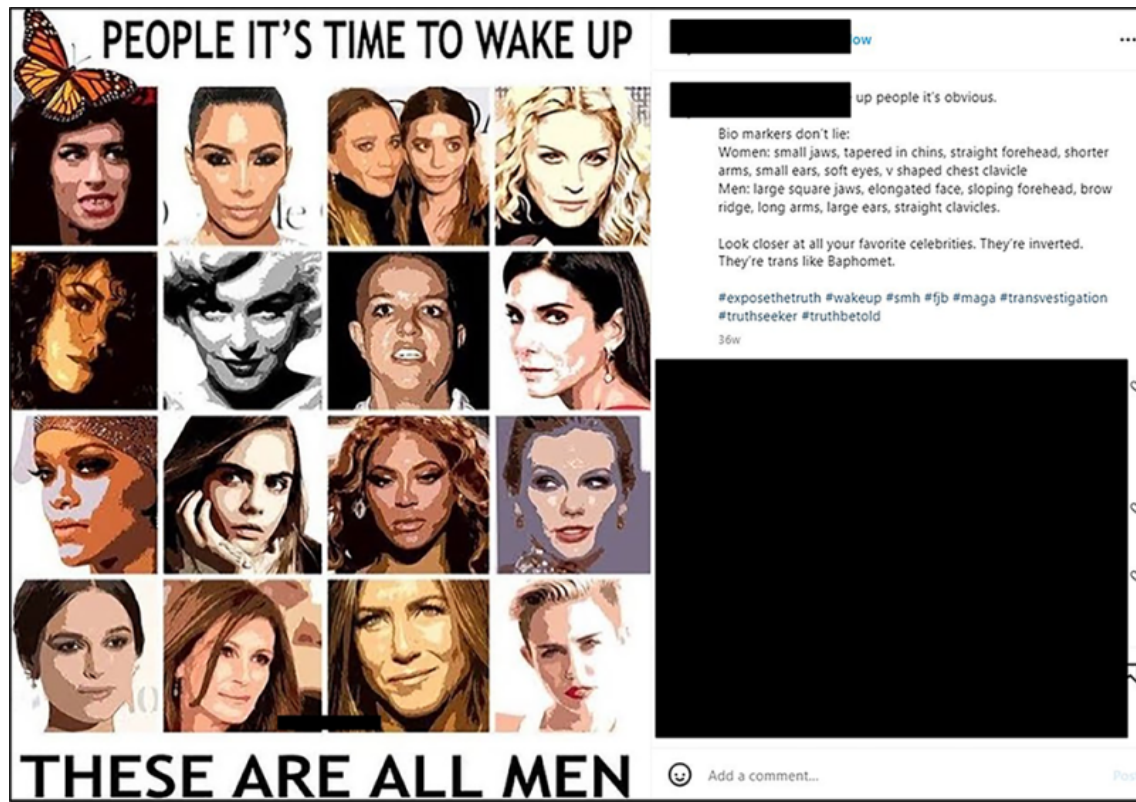 PEOPLE IT'S TIME TO WAKE UP
THESE ARE ALL MEN
ow
up people it's obvious.
Bio markers don't lie:
Women: small jaws, tapered in chins, straight forehead, shorter
arms, small ears, soft eyes, v shaped chest clavicle
Men: large square jaws, elongated face, sloping forehead, brow
ridge, long arms, large ears, straight clavicles.
Look closer at all your favorite celebrities. They're inverted.
They're trans like Baphomet.
#exposethetruth #wakeup #smh #fjb #maga #transvestigation
#truthseeker #truthbetold
36w
Add a comment...
Pos